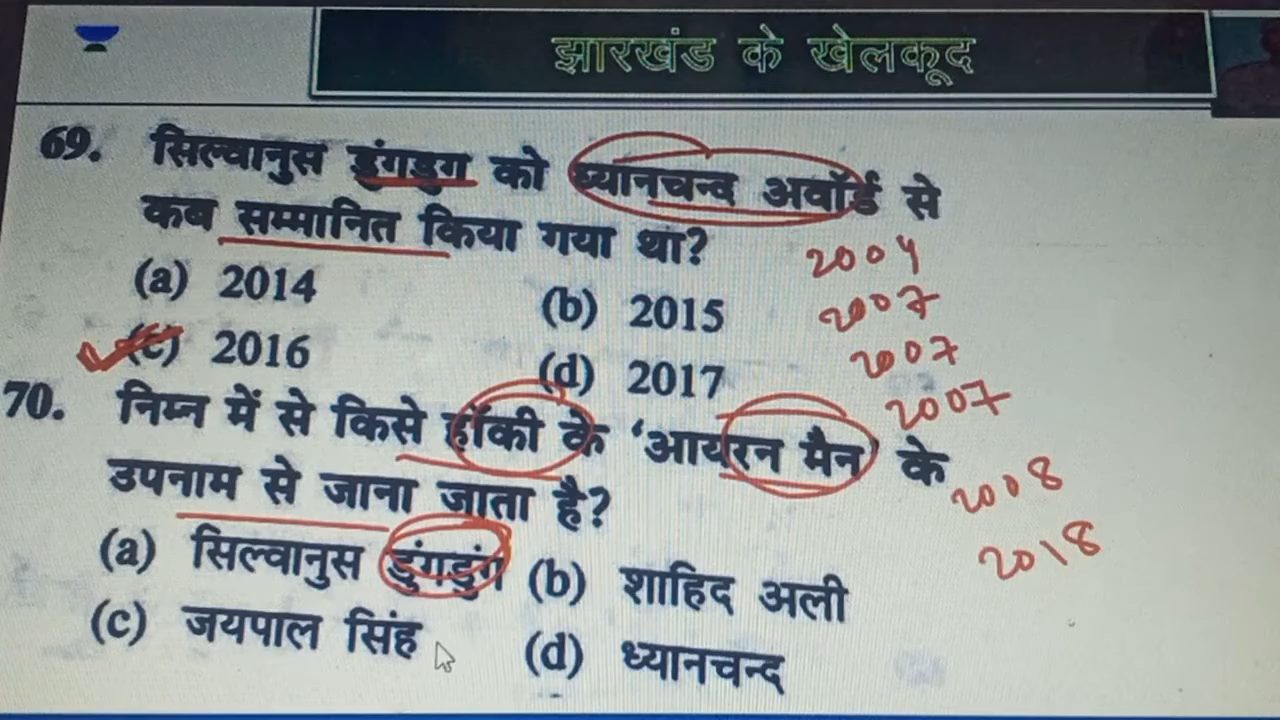 झारखंड के खेलकूद
69. सिल्वानुस डुंगडुग को ध्यानचन्द अवॉर्ड से
कब सम्मानित किया गया था?
(a) 2014 (b) 2015
(c) 2016 (d) 2017
2004
2007
2007
2007
2008
2018
70. निम्न में से किसे हॉकी के ‘आयरन मैन’ के
उपनाम से जाना जाता है?
(a) सिल्वानुस डुंगडुंग (b) शाहिद अली
(c) जयपाल सिंह (d) ध्यानचन्द